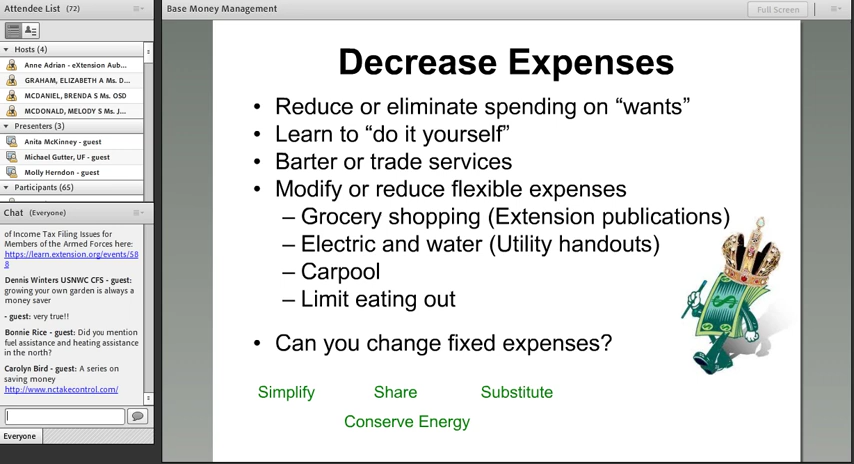 Attendee List (72)
Hosts (4)
Anne Adrian - eXtension Aub...
GRAHAM, ELIZABETH A Ms. D...
MCDANIEL, BRENDA S Ms. OSD
MCDONALD, MELODY S Ms. J...
Presenters (3)
Anita McKinney - guest
Michael Gutter, UF - guest
Molly Herndon - guest
Participants (65)
Chat (Everyone)
of Income Tax Filing Issues for
Members of the Armed Forces here:
https://learn.extension.org/events/58
8
Dennis Winters USNWC CFS - guest:
growing your own garden is always a
money saver
- guest: very true!!
Bonnie Rice - guest: Did you mention
fuel assistance and heating assistance
in the north?
Carolyn Bird - guest: A series on
saving money
http://www.nctakecontrol.com/
Everyone
Base Money Management
Full Screen
Decrease Expenses
• Reduce or eliminate spending on “wants”
• Learn to “do it yourself”
• Barter or trade services
• Modify or reduce flexible expenses
– Grocery shopping (Extension publications)
– Electric and water (Utility handouts)
– Carpool
– Limit eating out
• Can you change fixed expenses?
Simplify Share Substitute
Conserve Energy
$